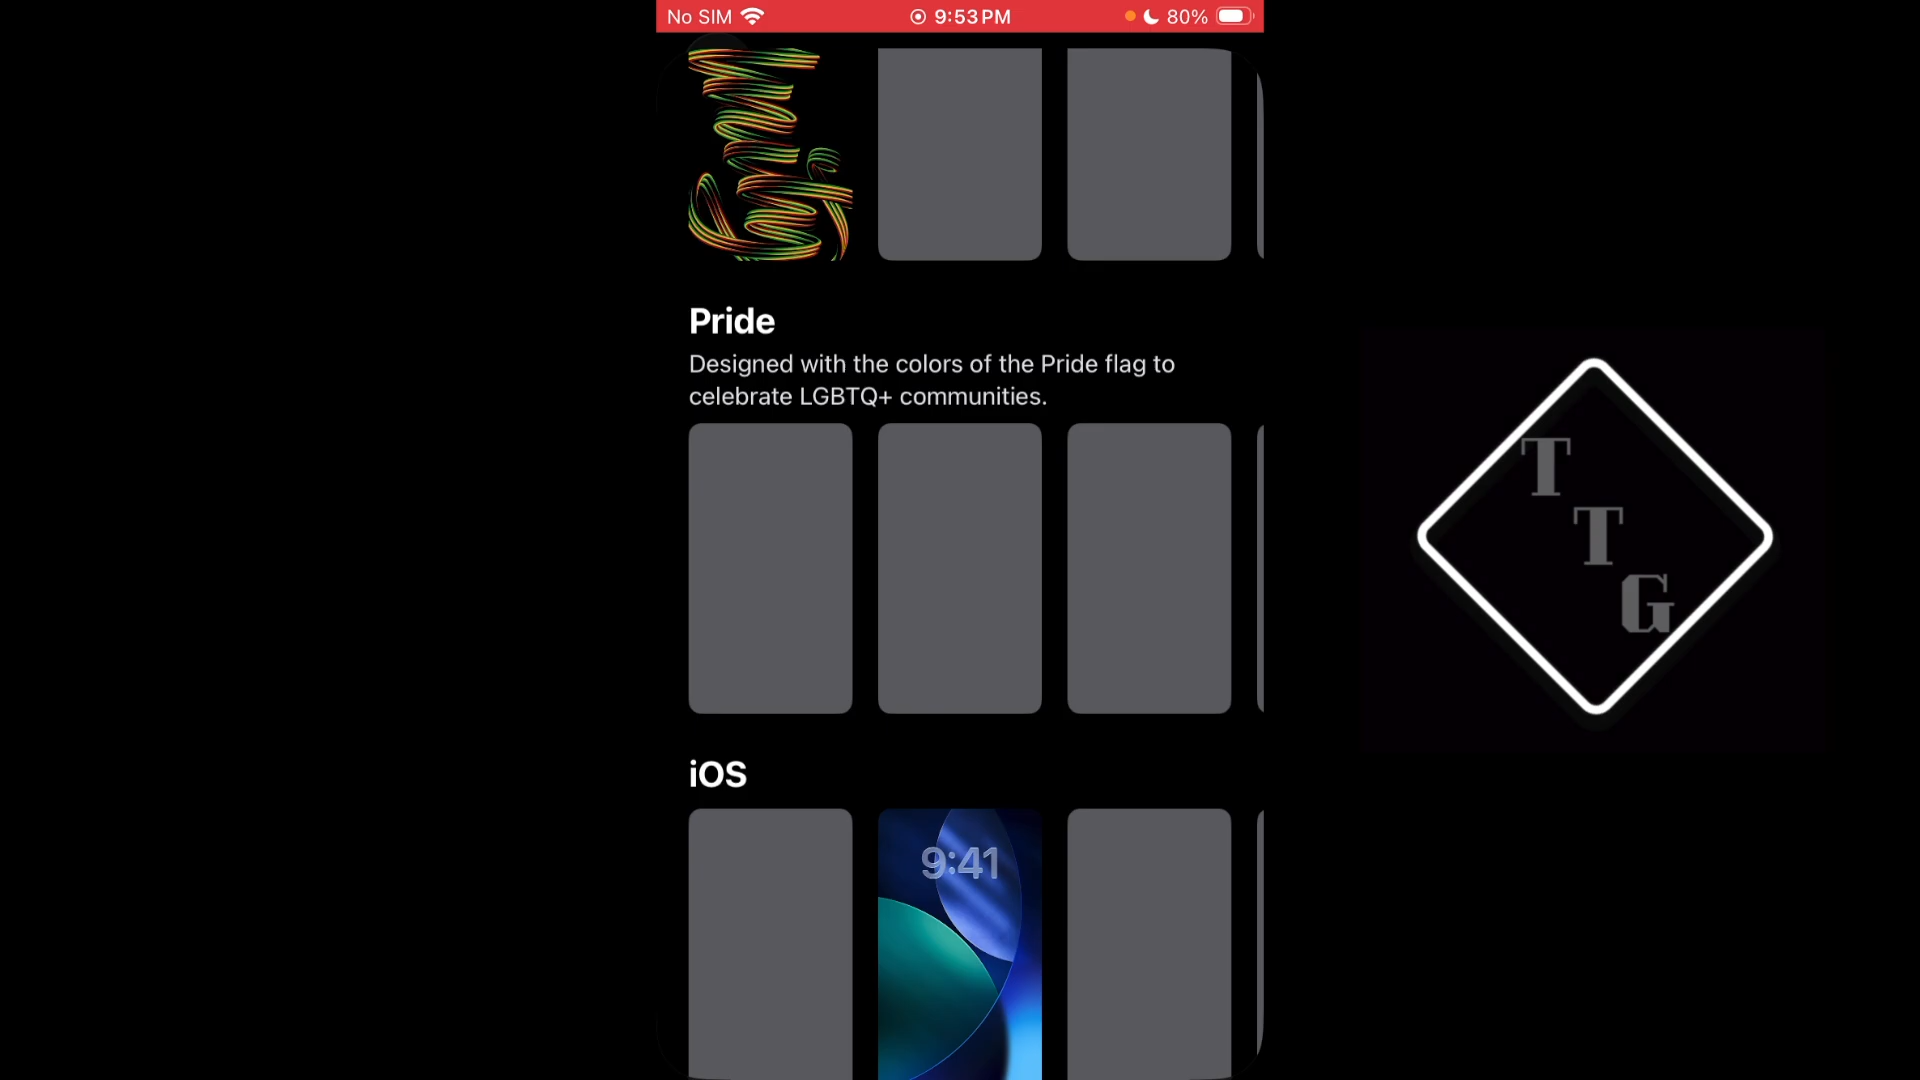 No SIM 9:53 PM 80%
Pride
Designed with the colors of the Pride flag to
celebrate LGBTQ+ communities.
iOS
9:41
T
T
G